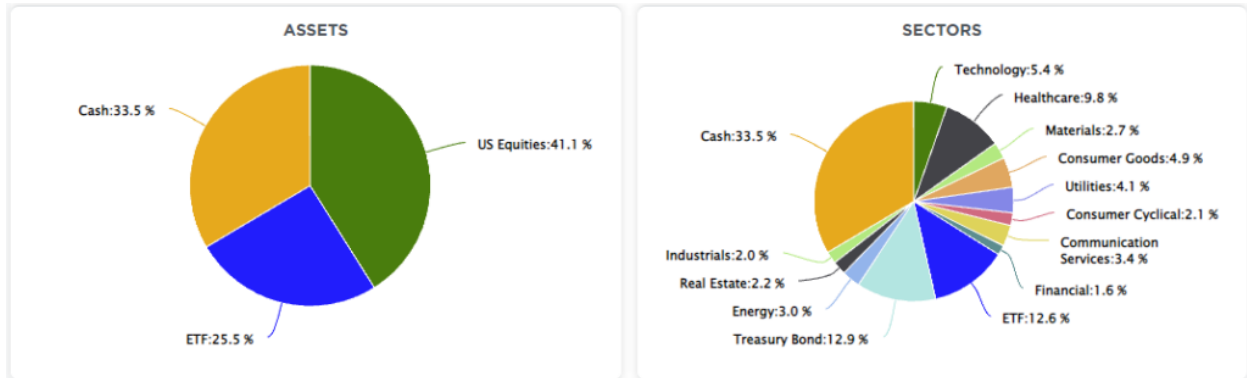 ASSETS
Cash:33.5 %
US Equities:41.1 %
ETF:25.5 %
SECTORS
Technology:5.4 %
Healthcare:9.8 %
Materials:2.7 %
Consumer Goods:4.9 %
Utilities:4.1 %
Consumer Cyclical:2.1 %
Communication
Services:3.4 %
Financial:1.6 %
ETF:12.6 %
Treasury Bond:12.9 %
Energy:3.0 %
Real Estate:2.2 %
Industrials:2.0 %
Cash:33.5 %